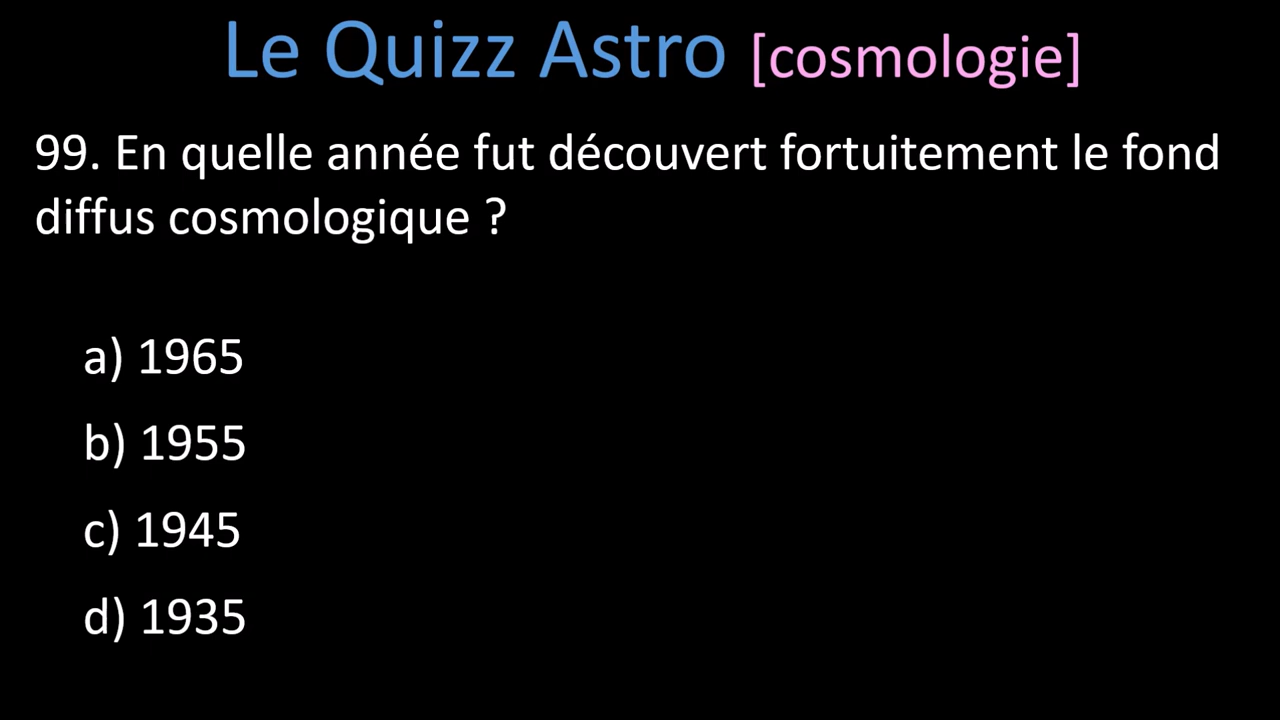 Le Quizz Astro [cosmologie]
99. En quelle année fut découvert fortuitement le fond
diffus cosmologique ?
a) 1965
b) 1955
c) 1945
d) 1935